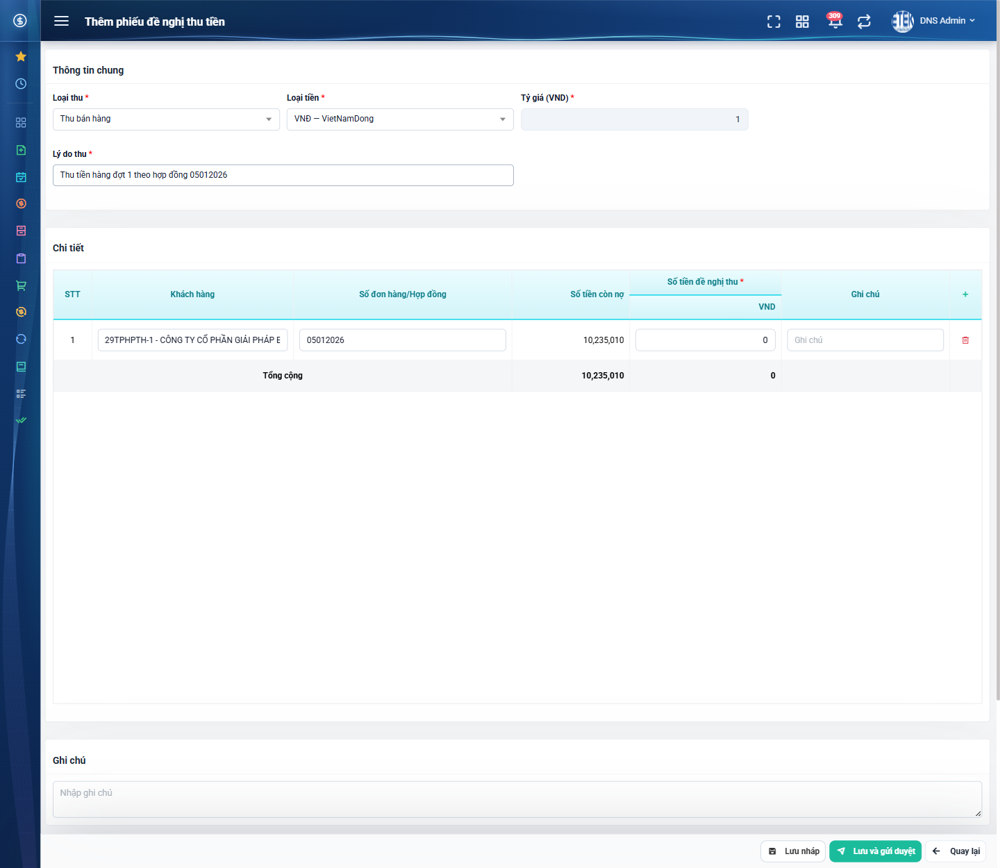 Thêm phiếu đề nghị thu tiền
309
DNS Admin
Thông tin chung
Loại thu *
Loại tiền *
Tỷ giá (VND) *
Thu bán hàng
VNĐ — VietNamDong
1
Lý do thu *
Thu tiền hàng đợt 1 theo hợp đồng 05012026
Chi tiết
STT
Khách hàng
Số đơn hàng/Hợp đồng
Số tiền còn nợ
Số tiền đề nghị thu *
VND
Ghi chú
+
1
29TPHPTH-1 - CÔNG TY CỔ PHẦN GIẢI PHÁP
05012026
10,235,010
0
Ghi chú
Tổng cộng
10,235,010
0
Ghi chú
Nhập ghi chú
Lưu nháp
Lưu và gửi duyệt
Quay lại